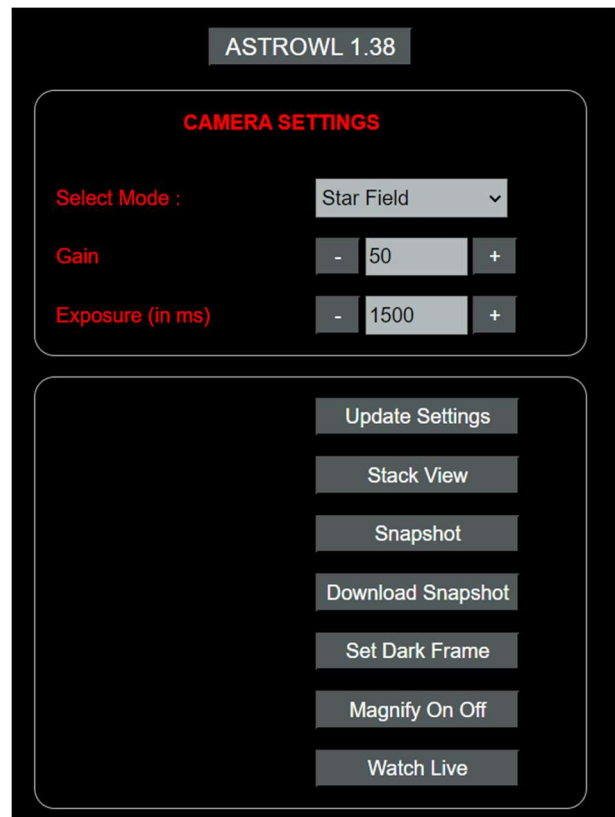 ASTROWL 1.38
CAMERA SETTINGS
Select Mode : Star Field
Gain - 50 +
Exposure (in ms) - 1500 +
Update Settings
Stack View
Snapshot
Download Snapshot
Set Dark Frame
Magnify On Off
Watch Live